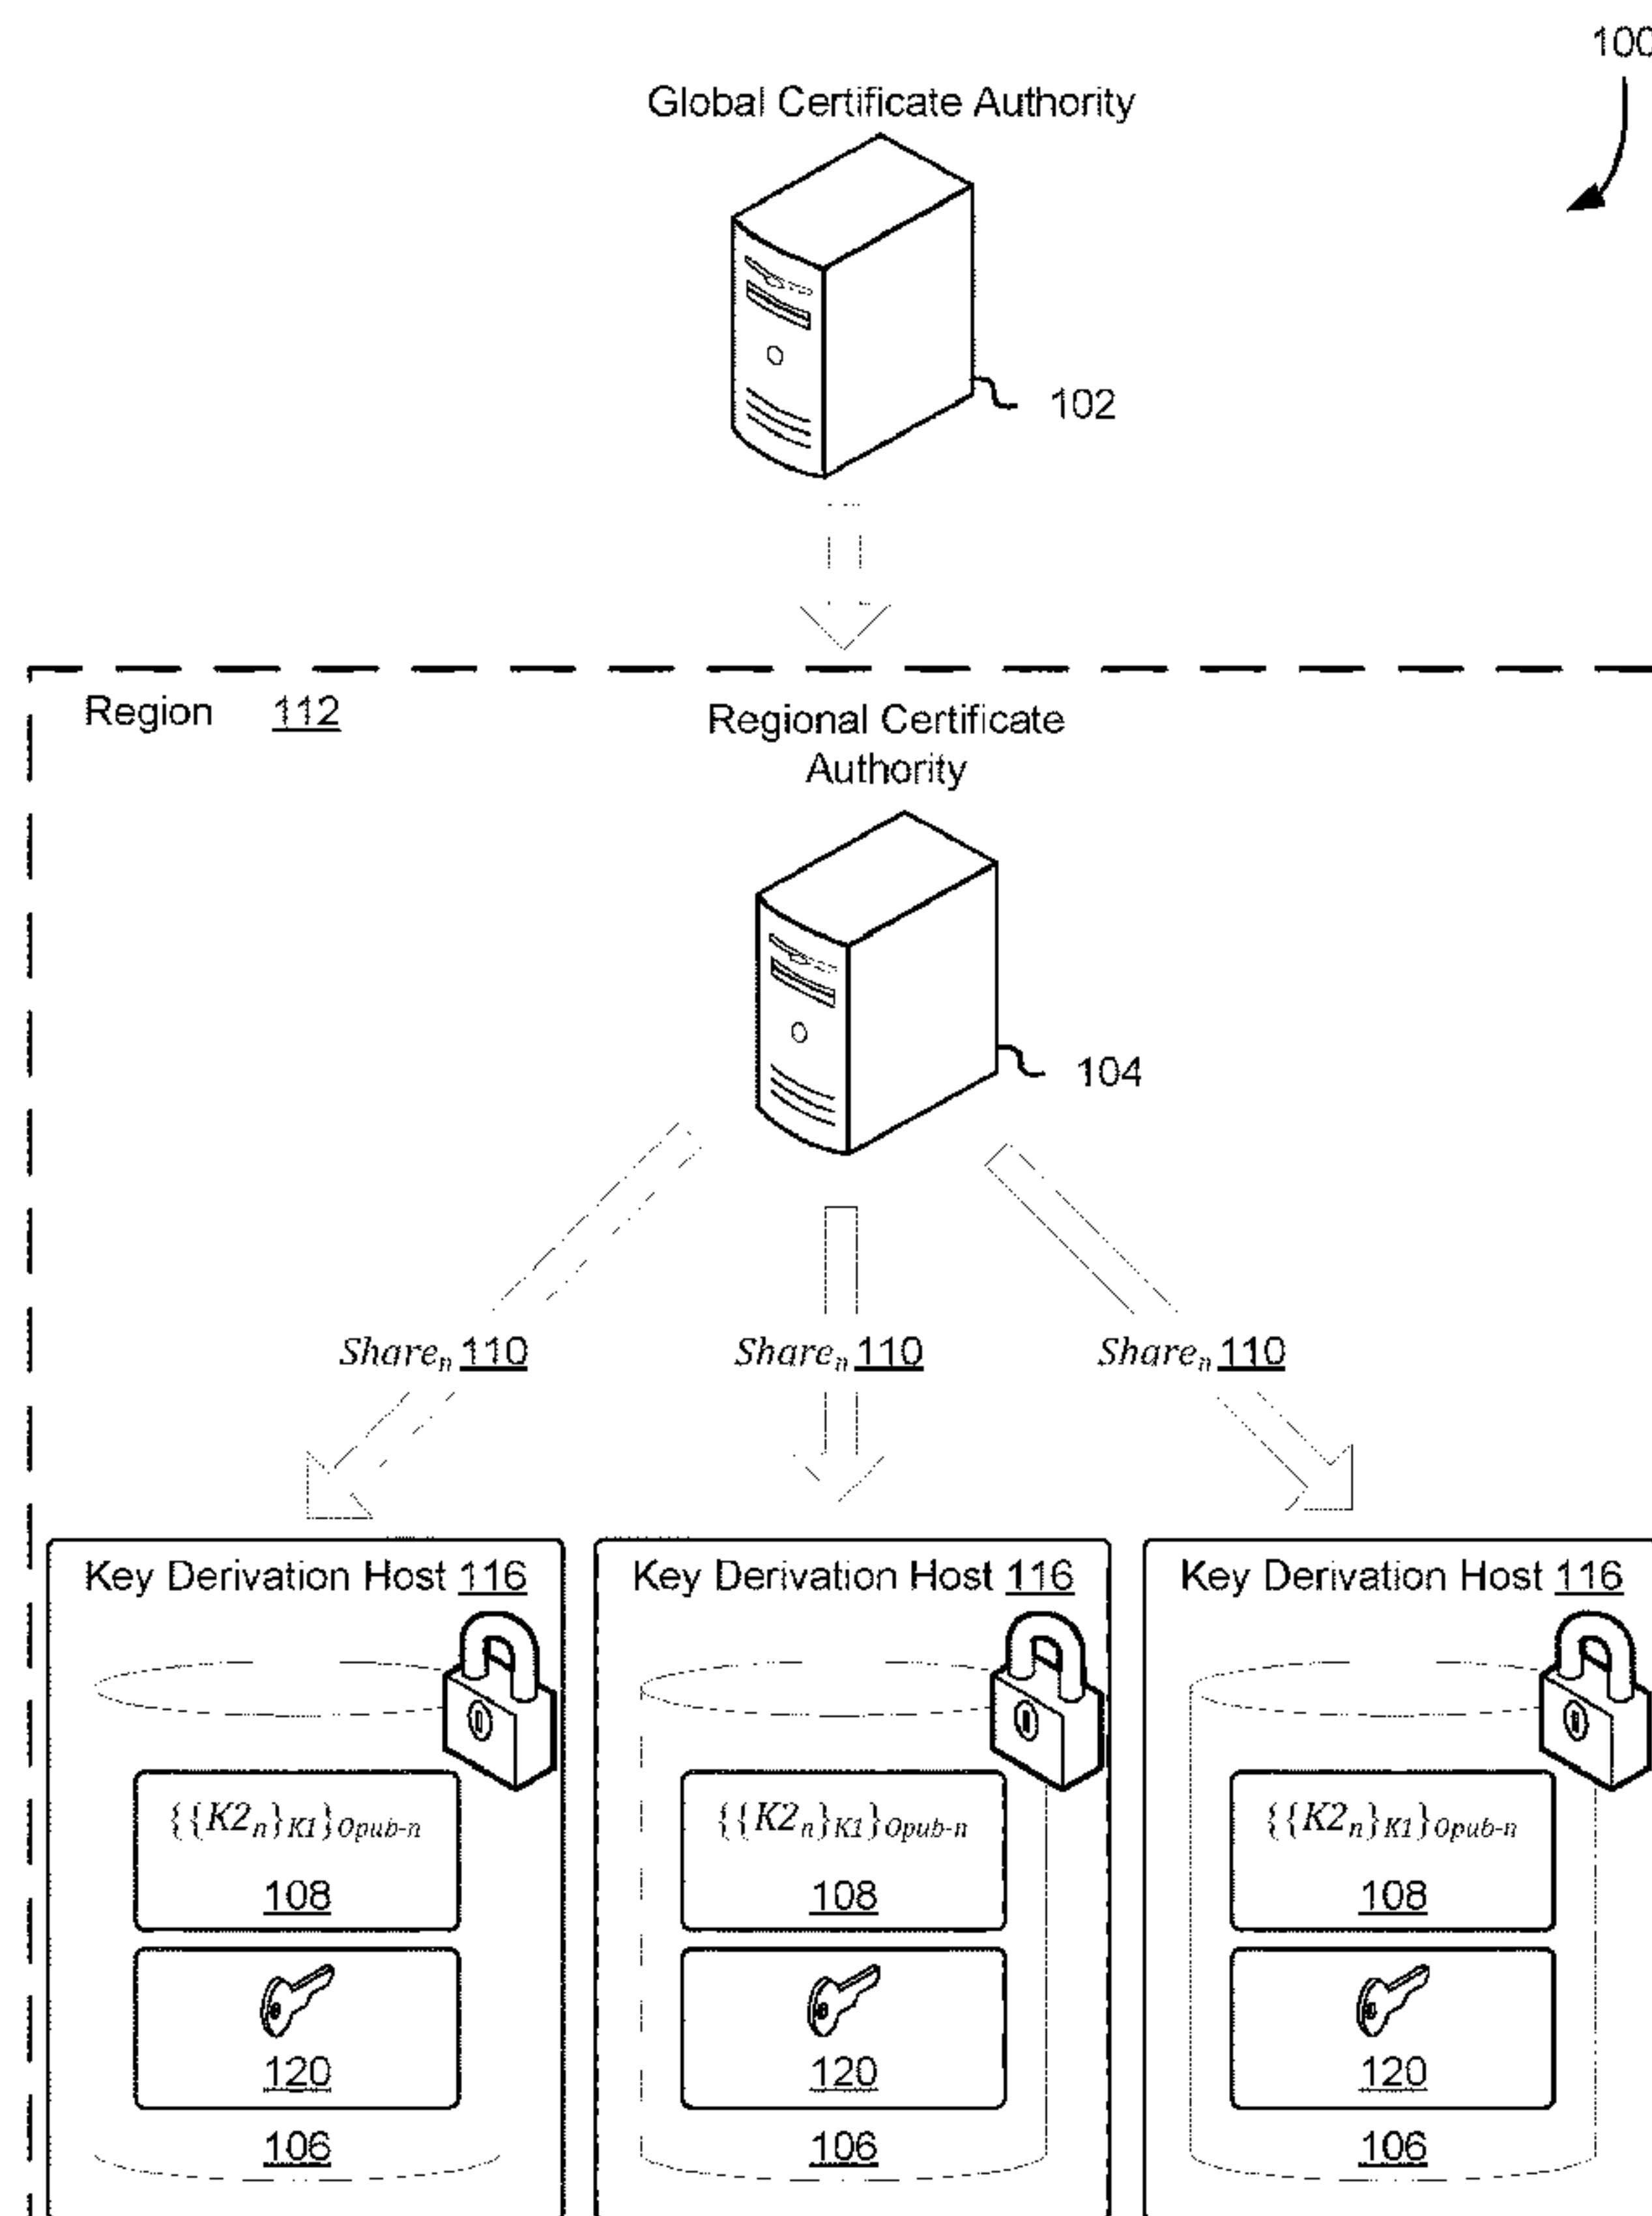 100
Global Certificate Authority
102
Region 112
Regional Certificate
Authority
104
Shareₙ 110 Shareₙ 110 Shareₙ 110
Key Derivation Host 116 Key Derivation Host 116 Key Derivation Host 116
{{K2ₙ}K1}Opub-n {{K2ₙ}K1}Opub-n {{K2ₙ}K1}Opub-n
108 108 108
120 120 120
106 106 106